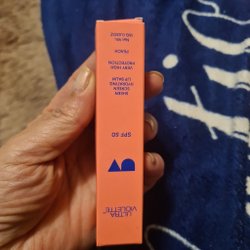 ULTRA
VIOLETTE
SPF 50
SHEEN
SCREEN
HYDRATING
LIP BALM
VERY HIGH
PROTECTION
PEACH